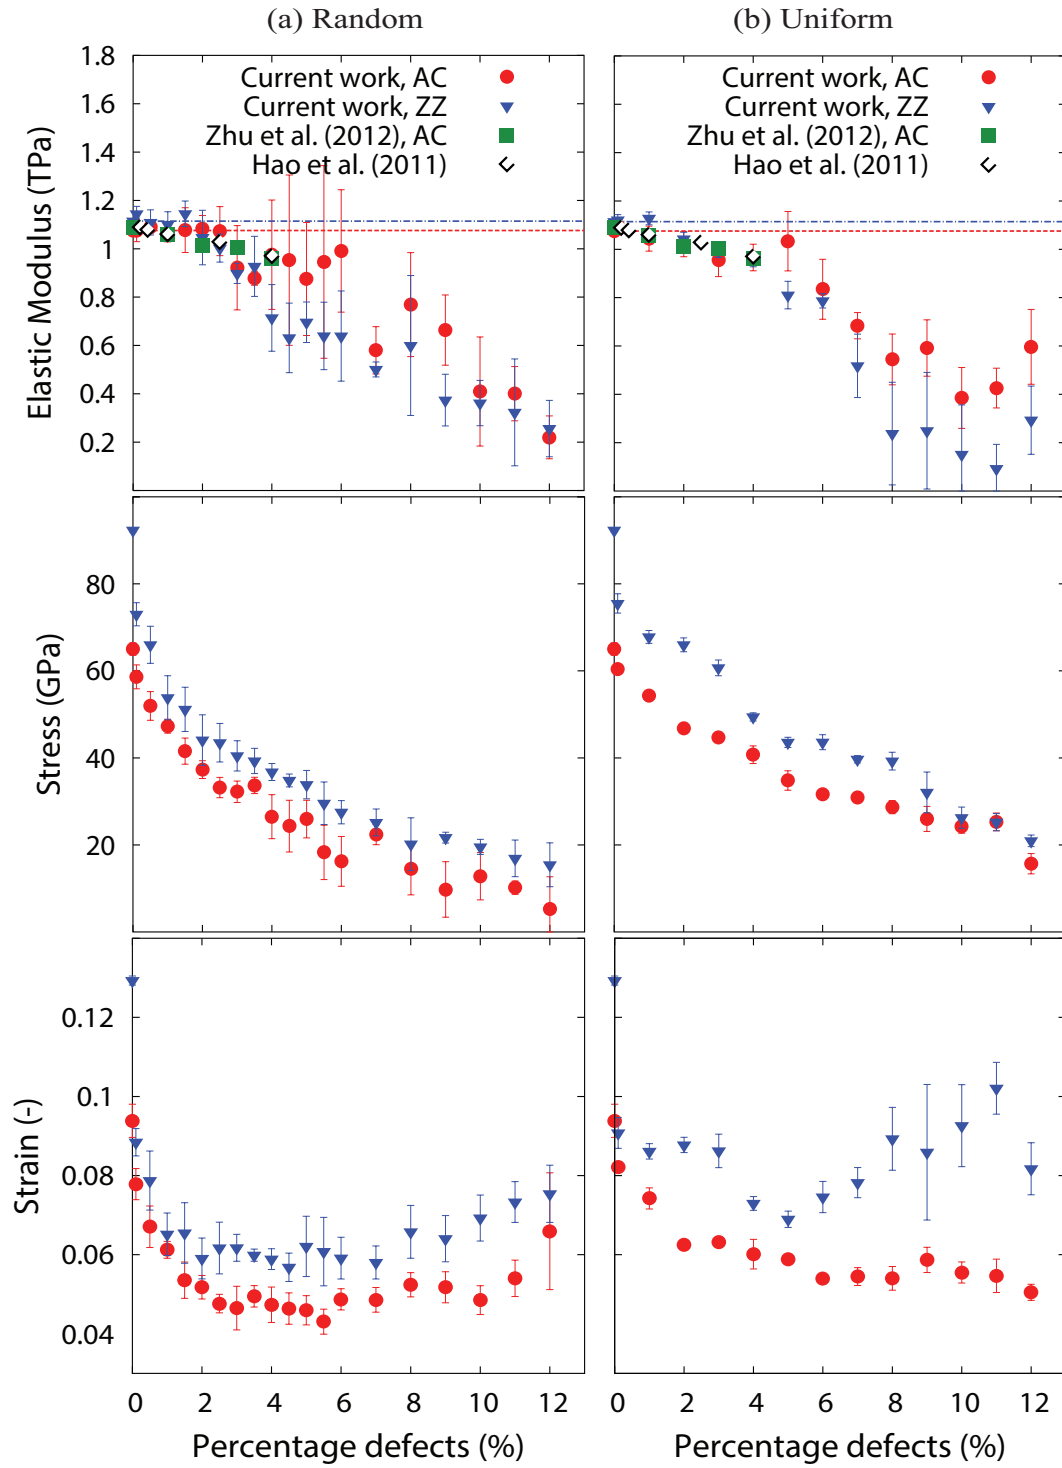 (a) Random
(b) Uniform
Elastic Modulus (TPa)
1.8
1.6
1.4
1.2
1
0.8
0.6
0.4
0.2
Current work, AC
Current work, ZZ
Zhu et al. (2012), AC
Hao et al. (2011)
Current work, AC
Current work, ZZ
Zhu et al. (2012), AC
Hao et al. (2011)
Stress (GPa)
80
60
40
20
Strain (-)
0.12
0.1
0.08
0.06
0.04
0 2 4 6 8 10 12
0 2 4 6 8 10 12
Percentage defects (%)
Percentage defects (%)